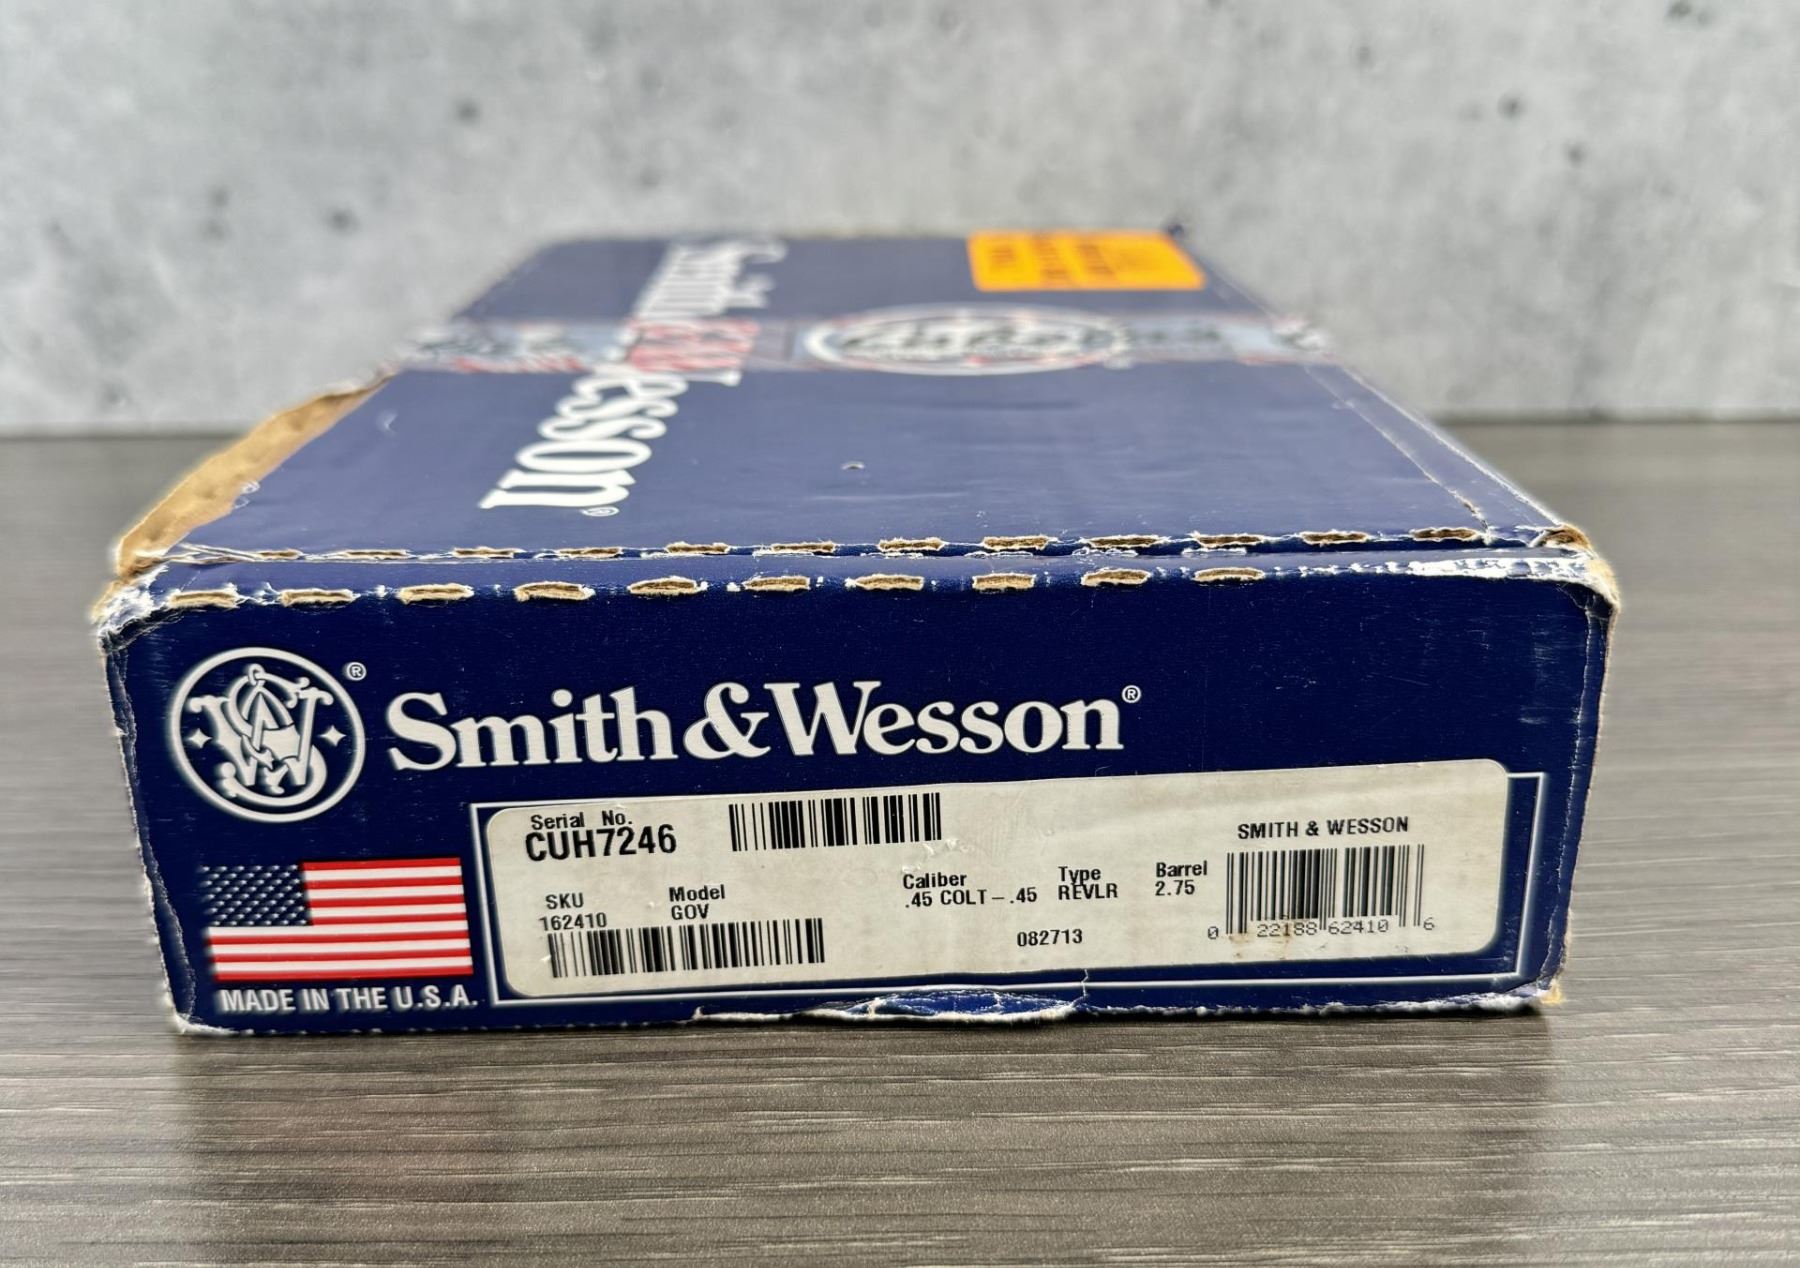 Smith & Wesson®
®
Smith & Wesson®
Serial No.
CUH7246
SMITH & WESSON
SKU
162410
Model
GOV
Caliber
.45 COLT - .45
Type
REVLR
Barrel
2.75
082713
0 22188 62410 6
MADE IN THE U.S.A.